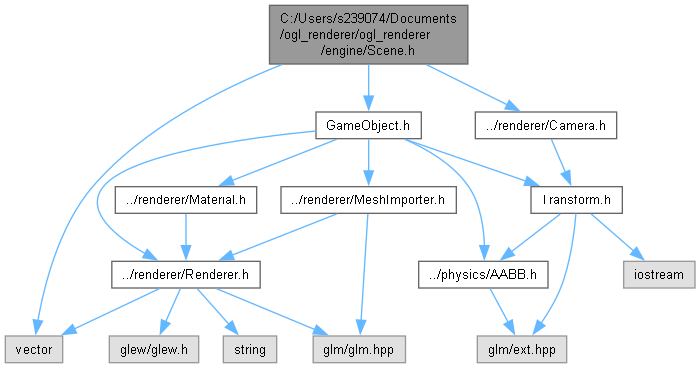 C:/Users/s239074/Documents
/ogl_renderer/ogl_renderer
/engine/Scene.h
GameObject.h
../renderer/Camera.h
../renderer/Material.h
../renderer/MeshImporter.h
Transform.h
../renderer/Renderer.h
../physics/AABB.h
iostream
vector
glew/glew.h
string
glm/glm.hpp
glm/ext.hpp